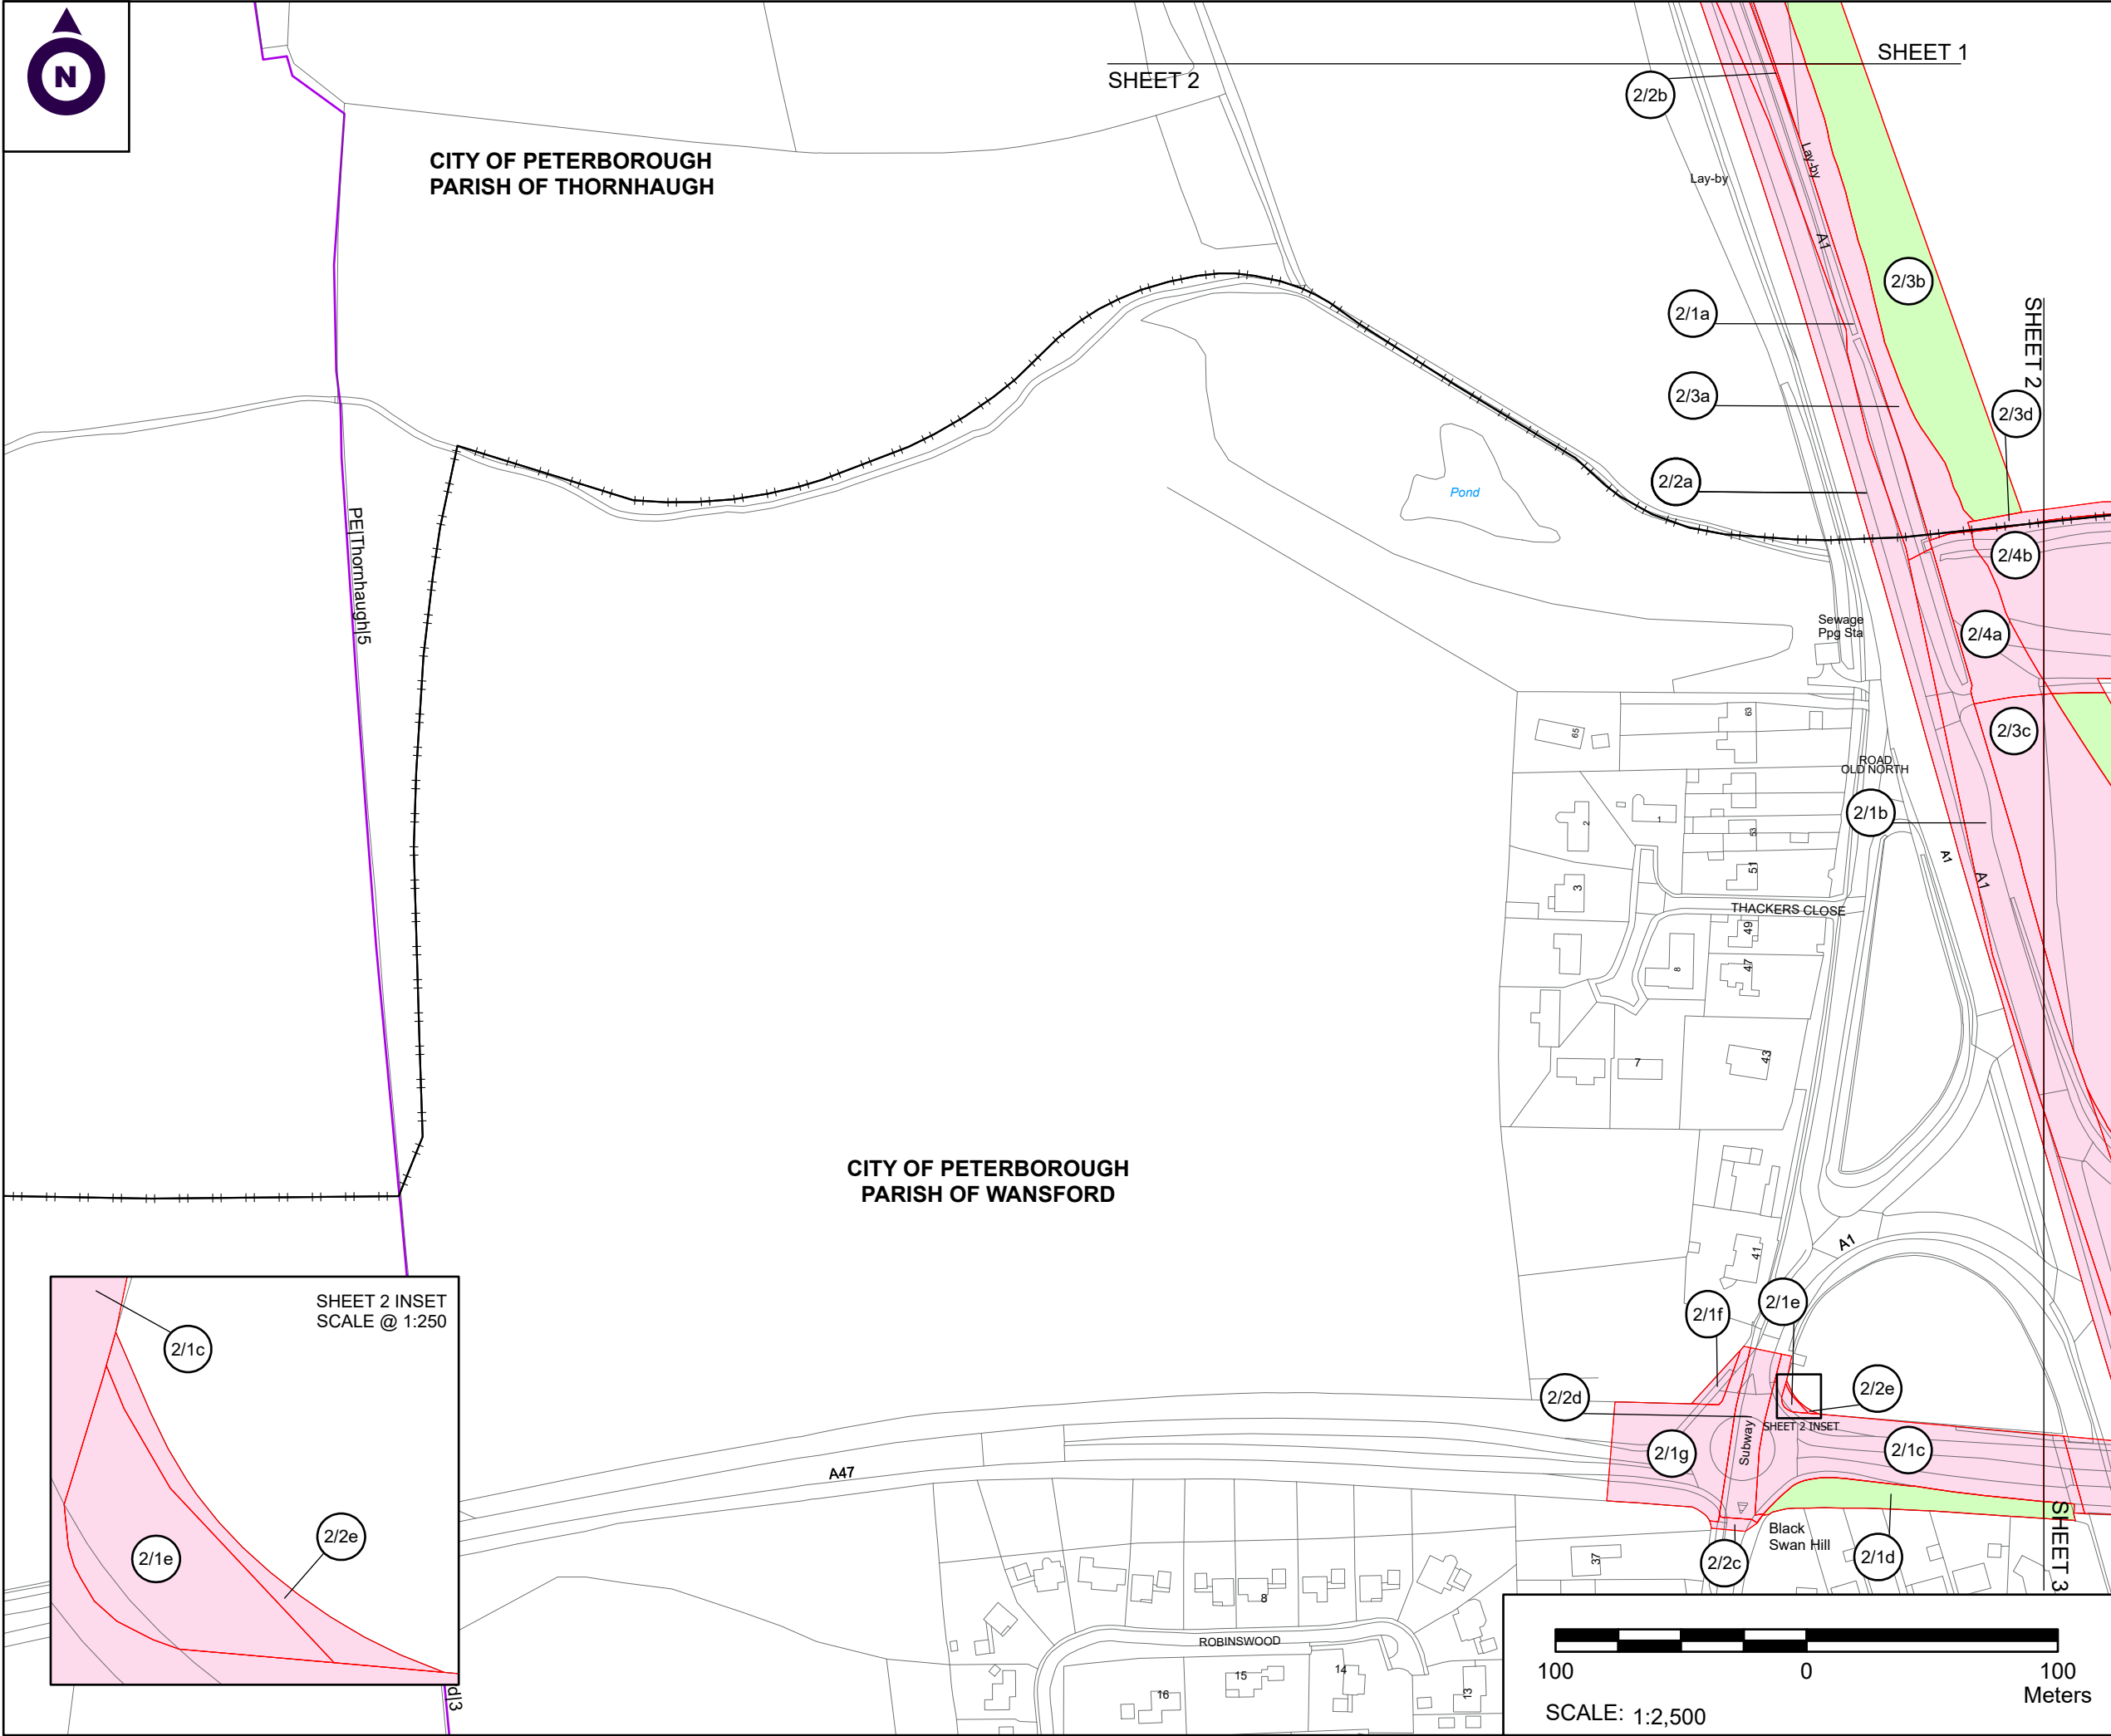 N
SHEET 1
SHEET 2
2/2b
CITY OF PETERBOROUGH
PARISH OF THORNHAUGH
Lay-by
Lay-by
A1
2/3b
2/1a
SHEET 2
2/3a
2/3d
2/2a
Pond
PE|Thornhaugh|5
2/4b
Sewage
Ppg Sta
2/4a
63
65
2/3c
ROAD
OLD NORTH
2/1b
2
1
53
A1
A1
51
3
THACKERS CLOSE
49
47
8
43
7
CITY OF PETERBOROUGH
PARISH OF WANSFORD
A1
41
SHEET 2 INSET
SCALE @ 1:250
2/1c
2/1e
2/2e
2/1f
2/1e
2/2d
2/2e
SHEET 2 INSET
Subway
2/1g
2/1c
A47
SHEET 3
Black
Swan Hill
2/2c
2/1d
37
8
ROBINSWOOD
15
14
16
13
d|3
100
0
100
Meters
SCALE: 1:2,500